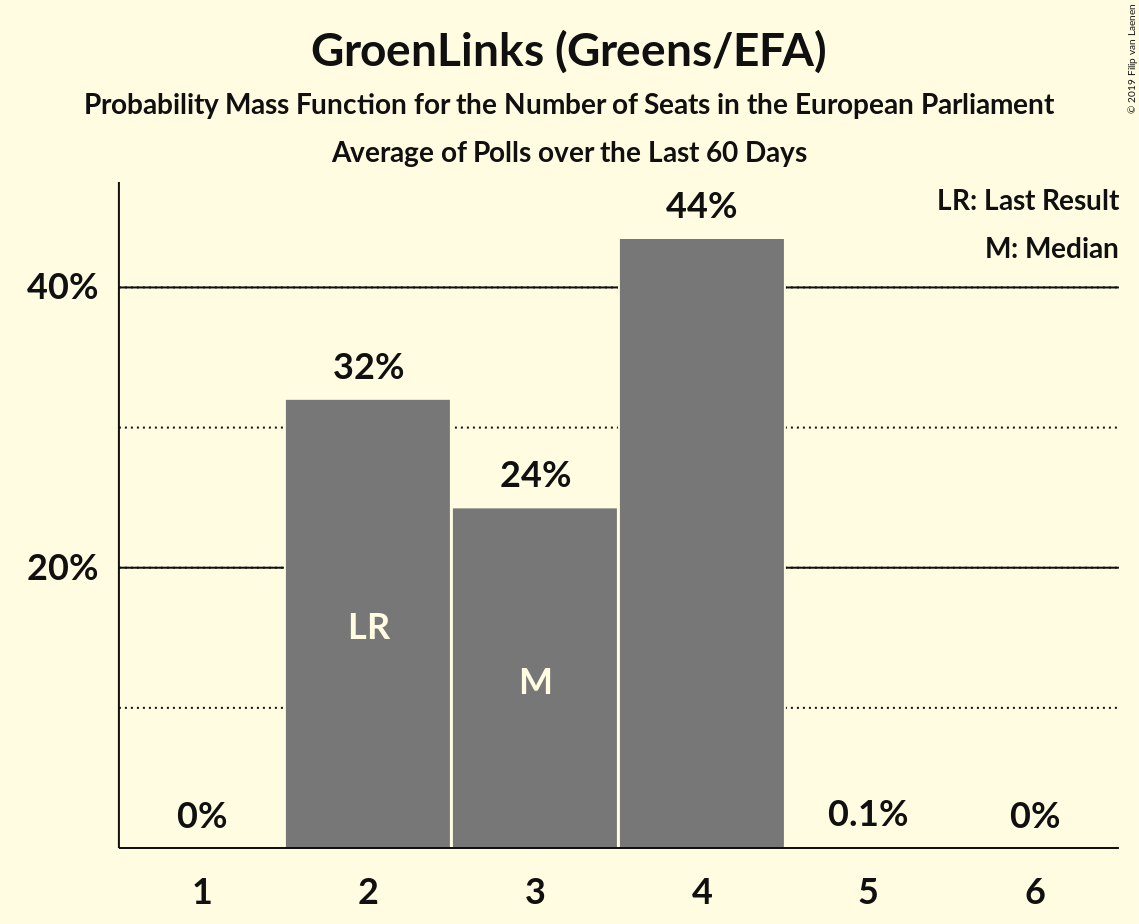 GroenLinks (Greens/EFA)
Probability Mass Function for the Number of Seats in the European Parliament
Average of Polls over the Last 60 Days
© 2019 Filip van Laenen
LR: Last Result
M: Median
44%
40%
32%
24%
20%
LR
M
0%
0.1%
0%
1
2
3
4
5
6